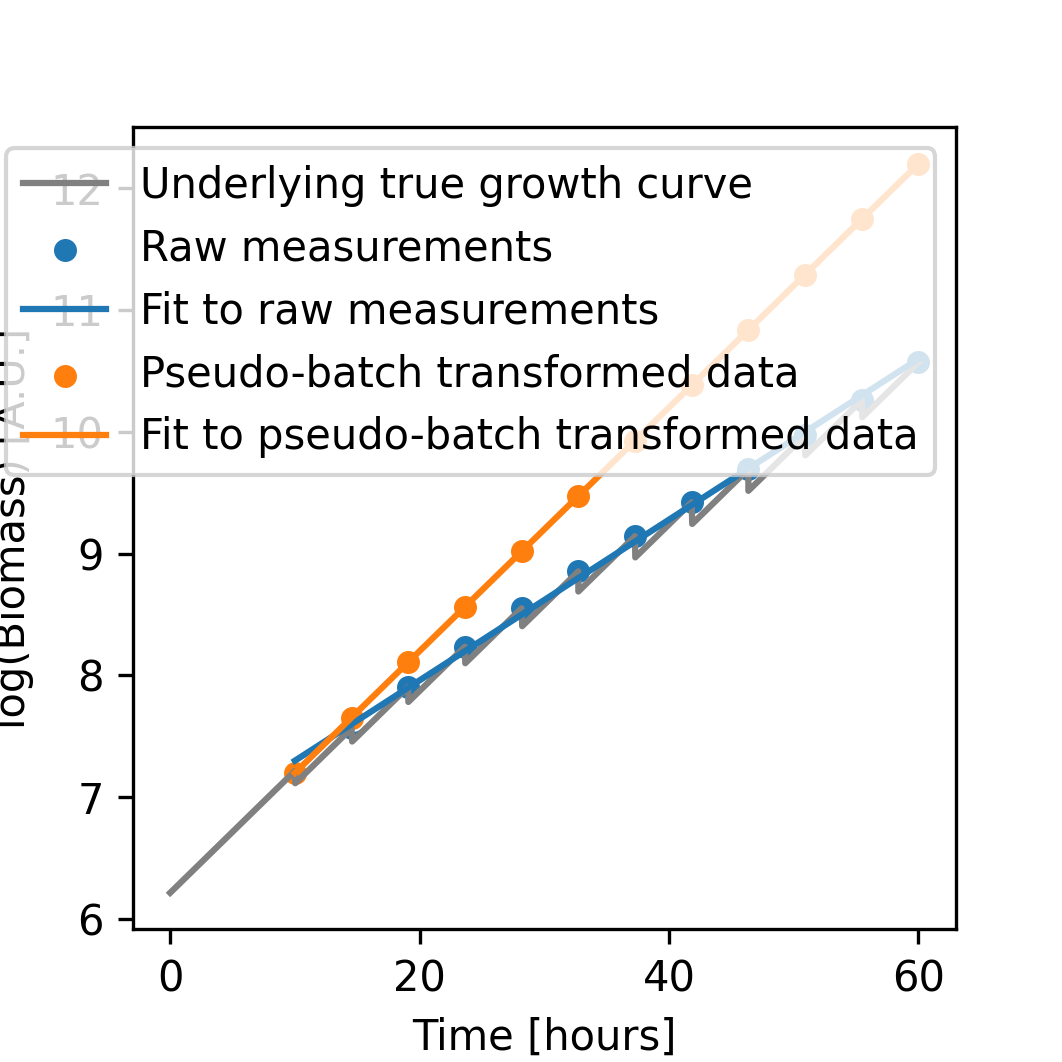 Underlying true growth curve
Raw measurements
Fit to raw measurements
Pseudo-batch transformed data
Fit to pseudo-batch transformed data
12
11
10
9
8
7
6
log(Biomass) [A.U.]
0 20 40 60
Time [hours]